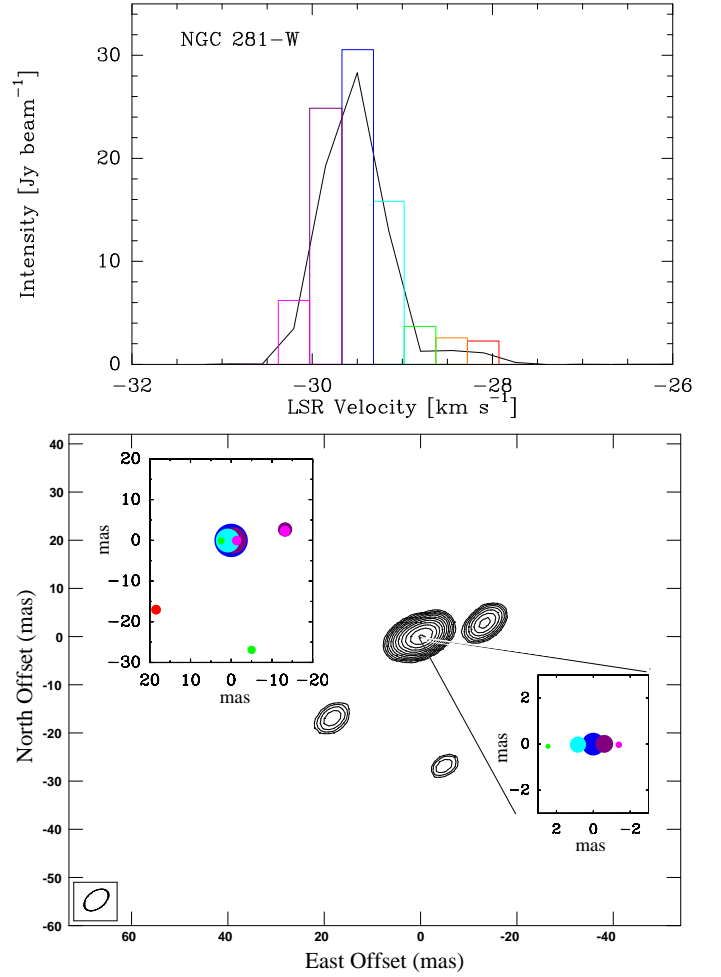 NGC 281−W
30
20
10
0
Intensity [Jy beam−1]
−32 −30 −28 −26
LSR Velocity [km s−1]
40
30
20
10
0
-10
-20
-30
-40
-50
-60
North Offset (mas)
20
10
0
−10
−20
−30
mas
20 10 0 −10 −20
mas
2
0
−2
mas
2 0 −2
mas
60 40 20 0 -20 -40
East Offset (mas)